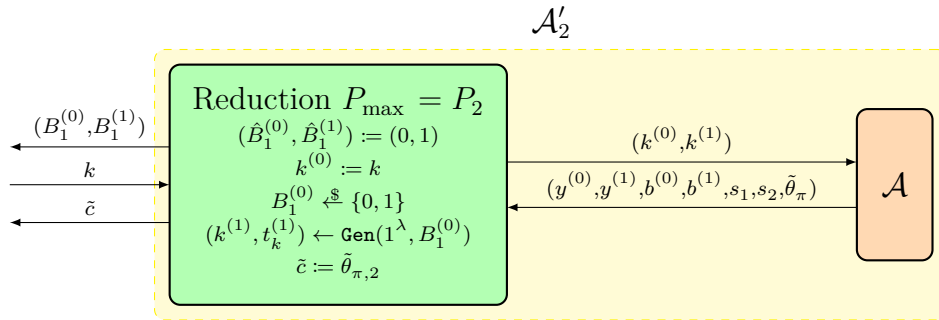 𝒜′₂
Reduction P_max = P₂
(B̂₁^(0), B̂₁^(1)) := (0, 1)
k^(0) := k
B₁^(0) ←$ {0, 1}
(k^(1), t_k^(1)) ← Gen(1^λ, B₁^(0))
c̃ := θ̃_π,2
(B₁^(0),B₁^(1))
k
c̃
(k^(0),k^(1))
(y^(0),y^(1),b^(0),b^(1),s₁,s₂,θ̃_π)
𝒜